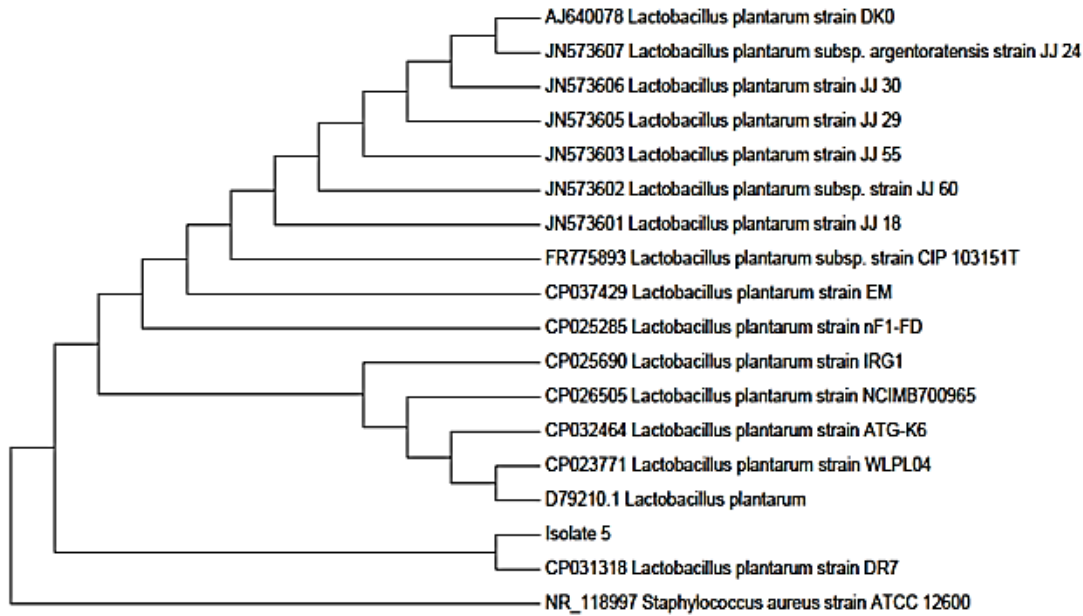 AJ640078 Lactobacillus plantarum strain DK0
JN573607 Lactobacillus plantarum subsp. argentoratensis strain JJ 24
JN573606 Lactobacillus plantarum strain JJ 30
JN573605 Lactobacillus plantarum strain JJ 29
JN573603 Lactobacillus plantarum strain JJ 55
JN573602 Lactobacillus plantarum subsp. strain JJ 60
JN573601 Lactobacillus plantarum strain JJ 18
FR775893 Lactobacillus plantarum subsp. strain CIP 103151T
CP037429 Lactobacillus plantarum strain EM
CP025285 Lactobacillus plantarum strain nF1-FD
CP025690 Lactobacillus plantarum strain IRG1
CP026505 Lactobacillus plantarum strain NCIMB700965
CP032464 Lactobacillus plantarum strain ATG-K6
CP023771 Lactobacillus plantarum strain WLPL04
D79210.1 Lactobacillus plantarum
Isolate 5
CP031318 Lactobacillus plantarum strain DR7
NR_118997 Staphylococcus aureus strain ATCC 12600